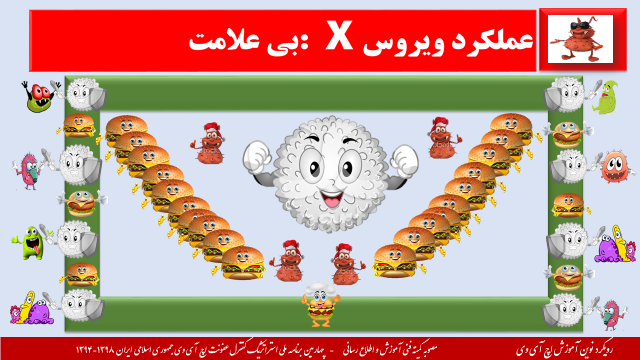 عملکرد ویروس X :بی علامت
رویکرد نوین آموزش اچ آی وی
مصوبه کمیته فنی آموزش و اطلاع رسانی - چهارمین برنامه ملی استراتژیک کنترل عفونت اچ آی وی جمهوری اسلامی ایران ۱۳۹۸-۱۳۹۴